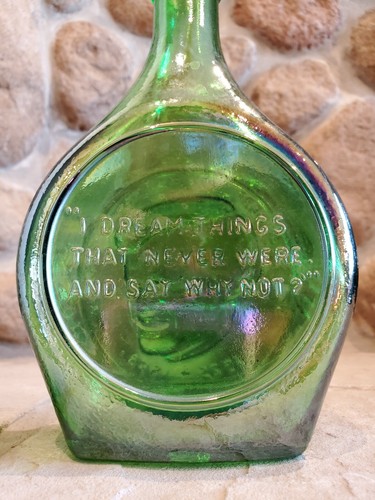 "I DREAM THINGS
THAT NEVER WERE
AND SAY WHY NOT?"'"